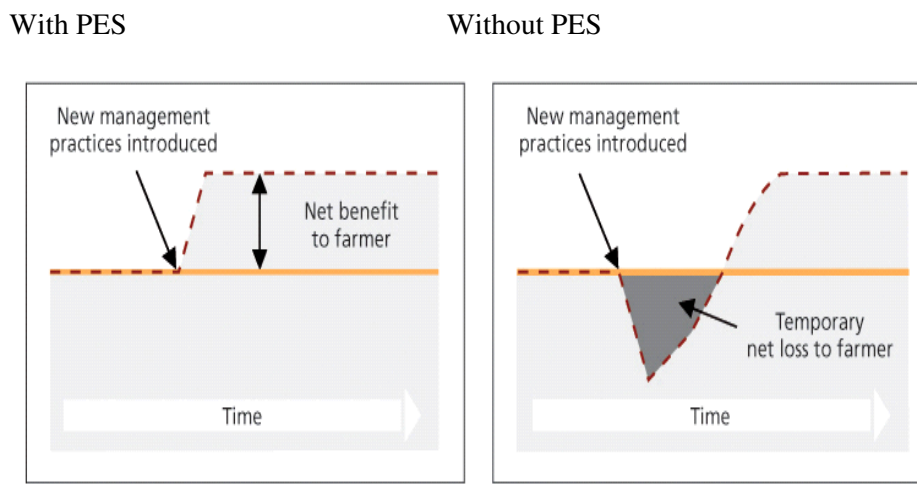 With PES
Without PES
New management
practices introduced
Net benefit
to farmer
Time
New management
practices introduced
Temporary
net loss to farmer
Time